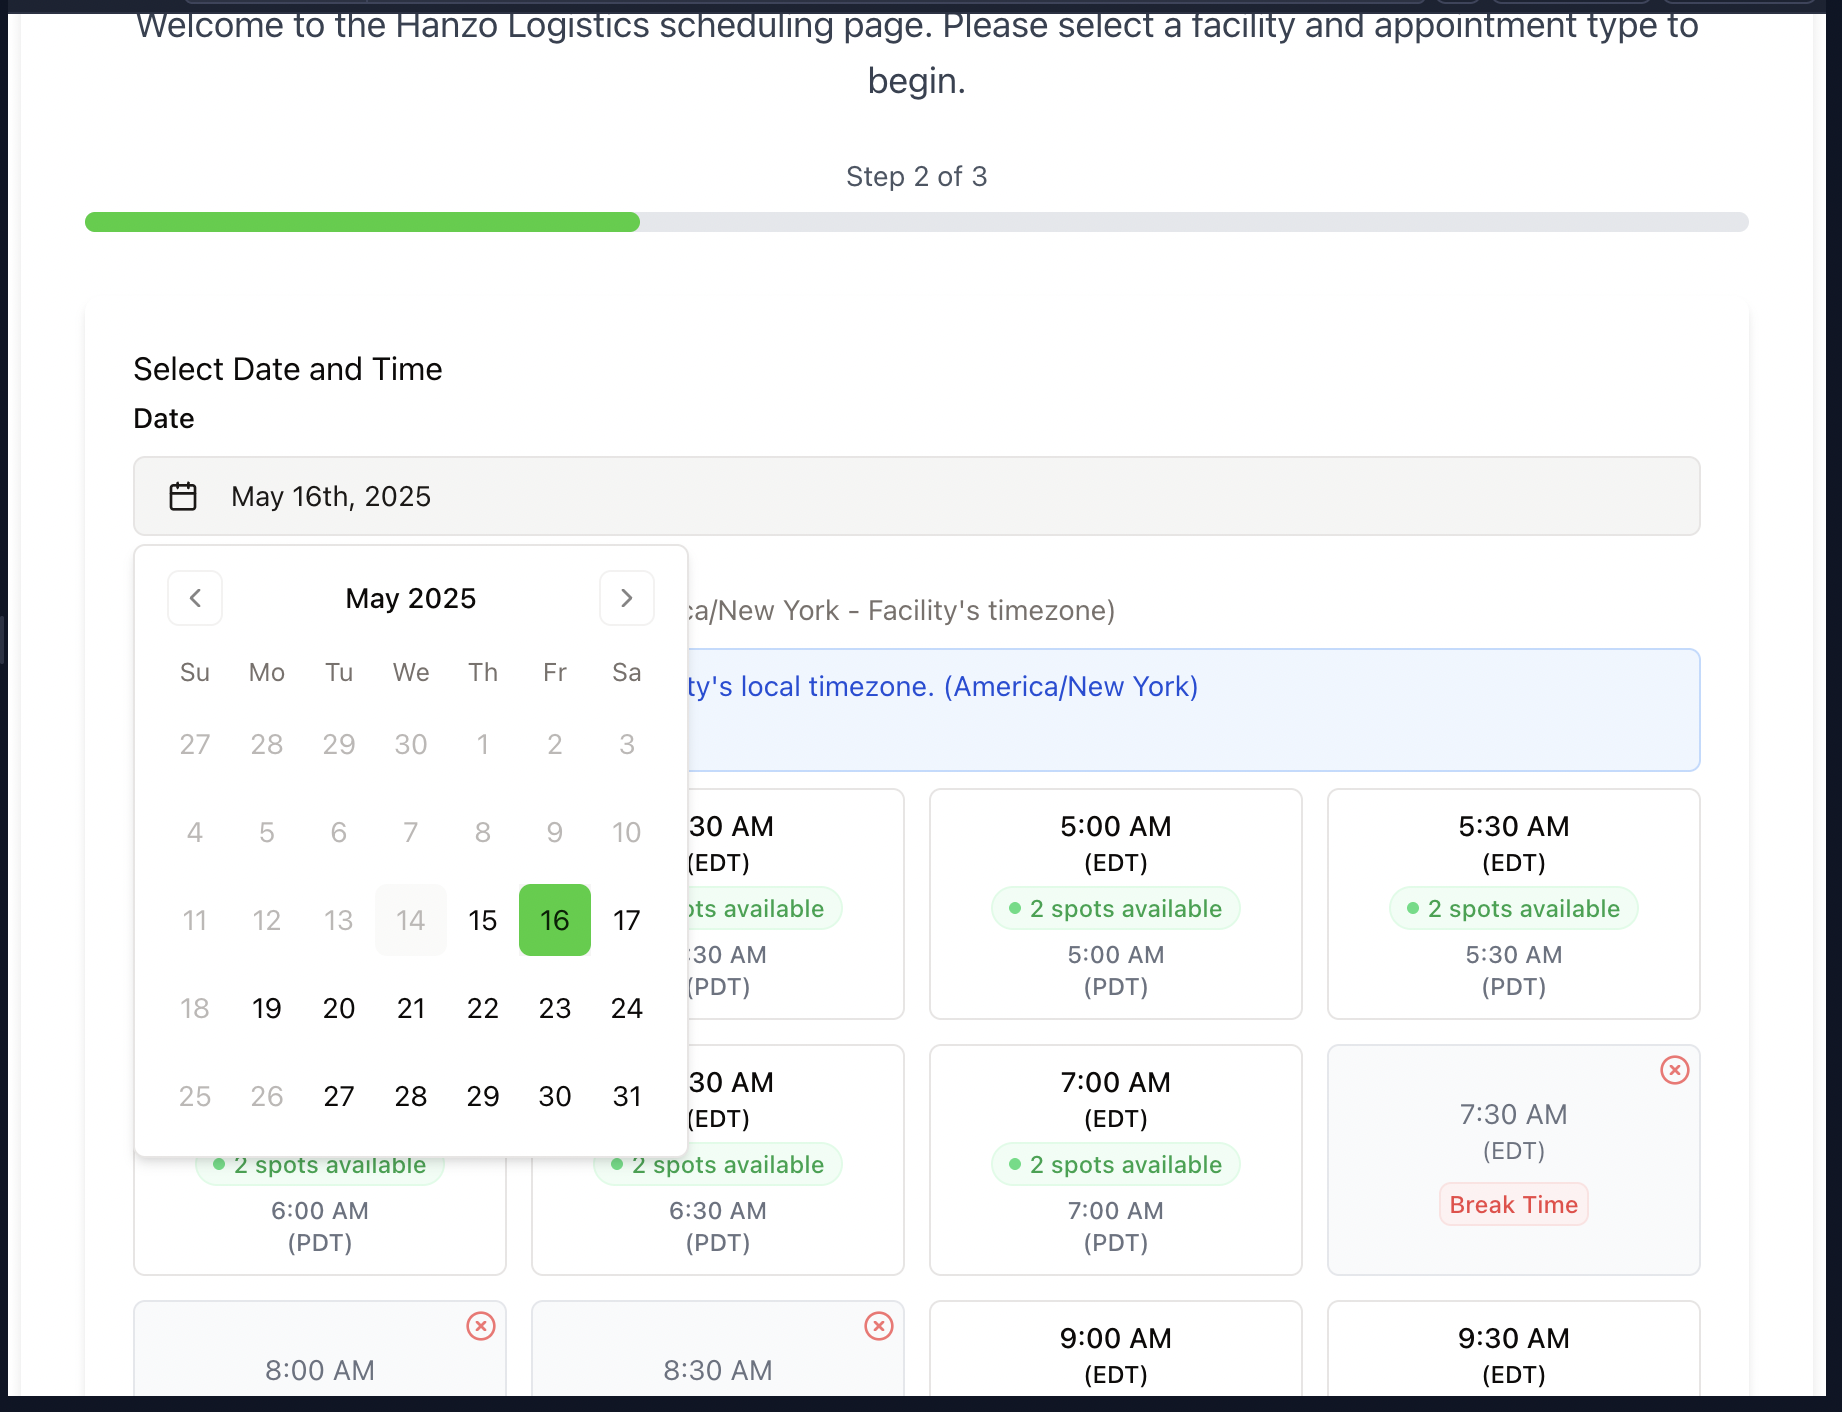 Welcome to the Hanzo Logistics scheduling page. Please select a facility and appointment type to
begin.
Step 2 of 3
Select Date and Time
Date
May 16th, 2025
May 2025
Su Mo Tu We Th Fr Sa
27 28 29 30 1 2 3
4 5 6 7 8 9 10
11 12 13 14 15 16 17
18 19 20 21 22 23 24
25 26 27 28 29 30 31
/New York - Facility's timezone)
local timezone. (America/New York)
30 AM
(EDT)
available
30 AM
(PDT)
5:00 AM
(EDT)
2 spots available
5:00 AM
(PDT)
5:30 AM
(EDT)
2 spots available
5:30 AM
(PDT)
2 spots available
6:00 AM
(PDT)
30 AM
(EDT)
2 spots available
6:30 AM
(PDT)
7:00 AM
(EDT)
2 spots available
7:00 AM
(PDT)
7:30 AM
(EDT)
Break Time
8:00 AM
8:30 AM
9:00 AM
(EDT)
9:30 AM
(EDT)